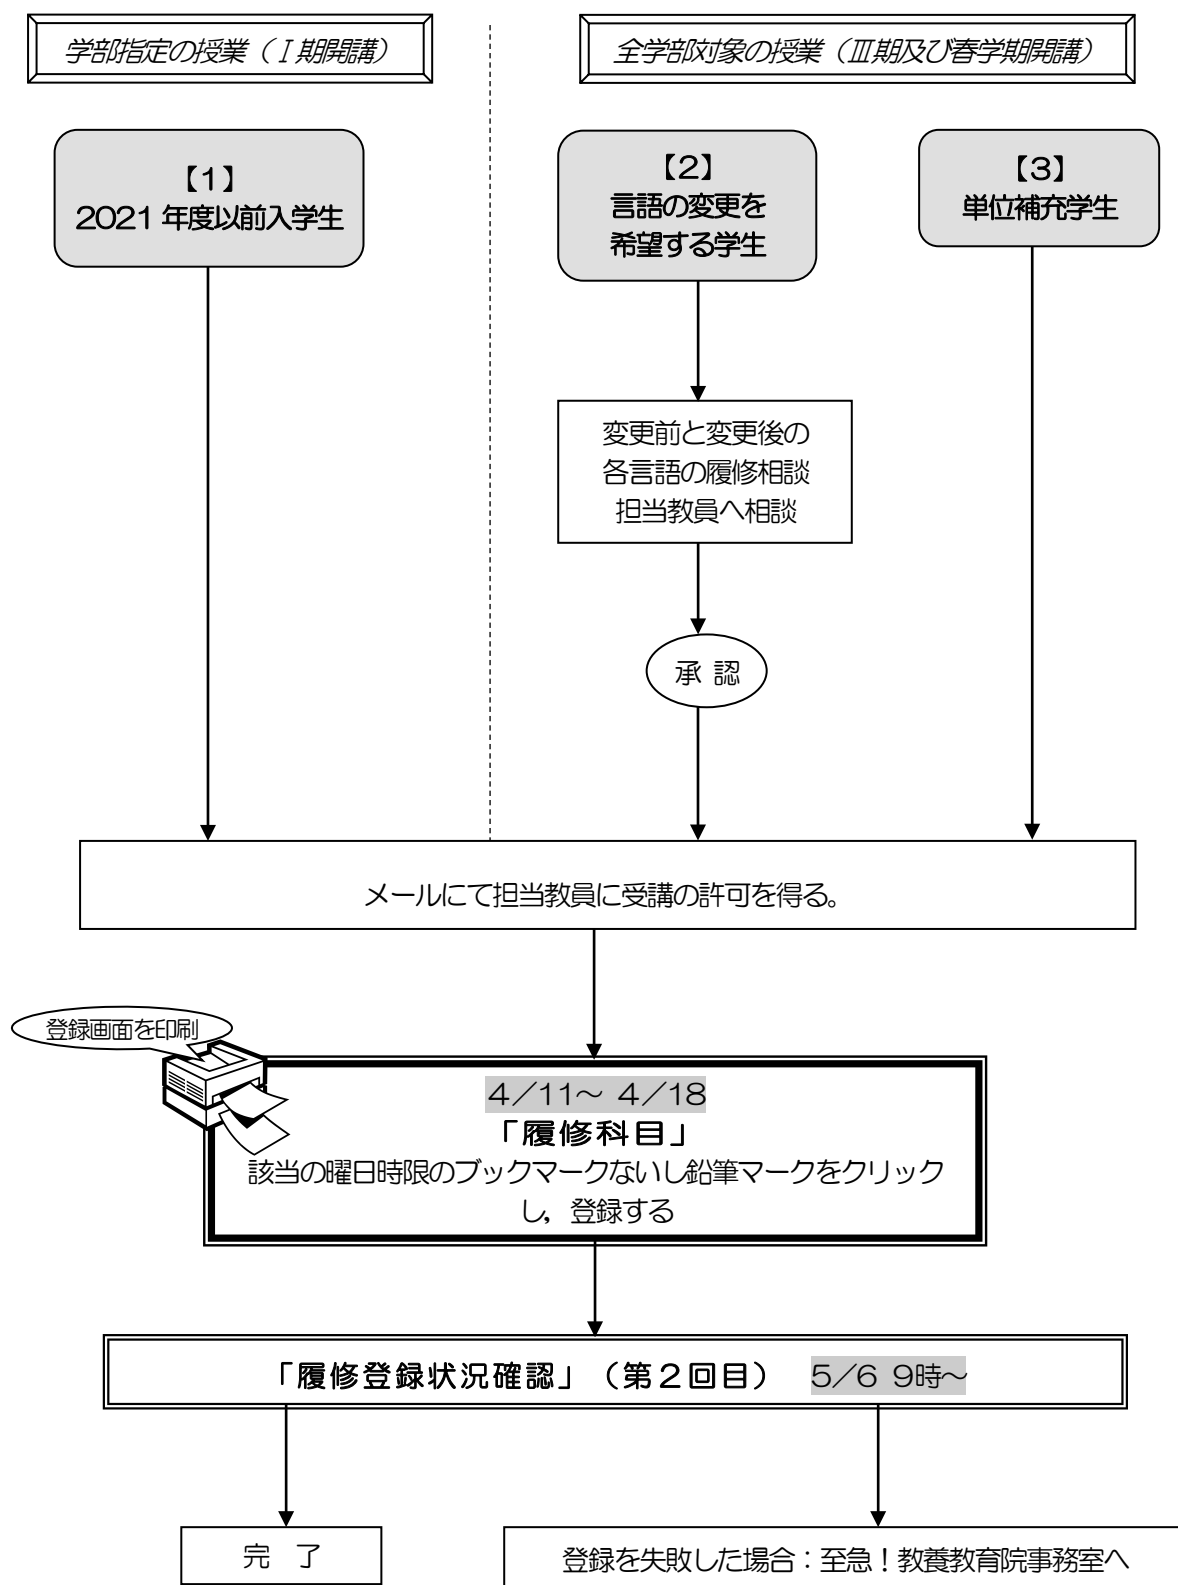 学部指定の授業（Ⅰ期開講）
全学部対象の授業（Ⅲ期及び春学期開講）
【1】
2021 年度以前入学生
【2】
言語の変更を
希望する学生
【3】
単位補充学生
変更前と変更後の
各言語の履修相談
担当教員へ相談
承 認
メールにて担当教員に受講の許可を得る。
登録画面を印刷
4／11～ 4／18
「履修科目」
該当の曜日時限のブックマークないし鉛筆マークをクリック
し，登録する
「履修登録状況確認」（第２回目） 5／6 9時～
完 了
登録を失敗した場合：至急！教養教育院事務室へ